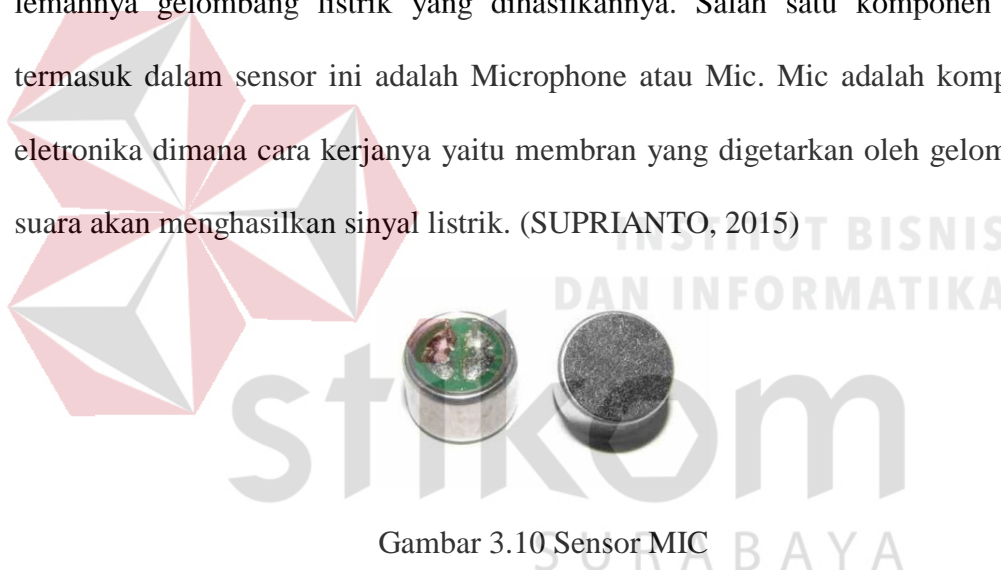 lemahnya gelombang listrik yang dihasilkannya. Salah satu komponen
termasuk dalam sensor ini adalah Microphone atau Mic. Mic adalah komp
eletronika dimana cara kerjanya yaitu membran yang digetarkan oleh gelom
suara akan menghasilkan sinyal listrik. (SUPRIANTO, 2015)
INSTITUT BISNIS
DAN INFORMATIKA
stikom
Gambar 3.10 Sensor MIC
SURABAYA